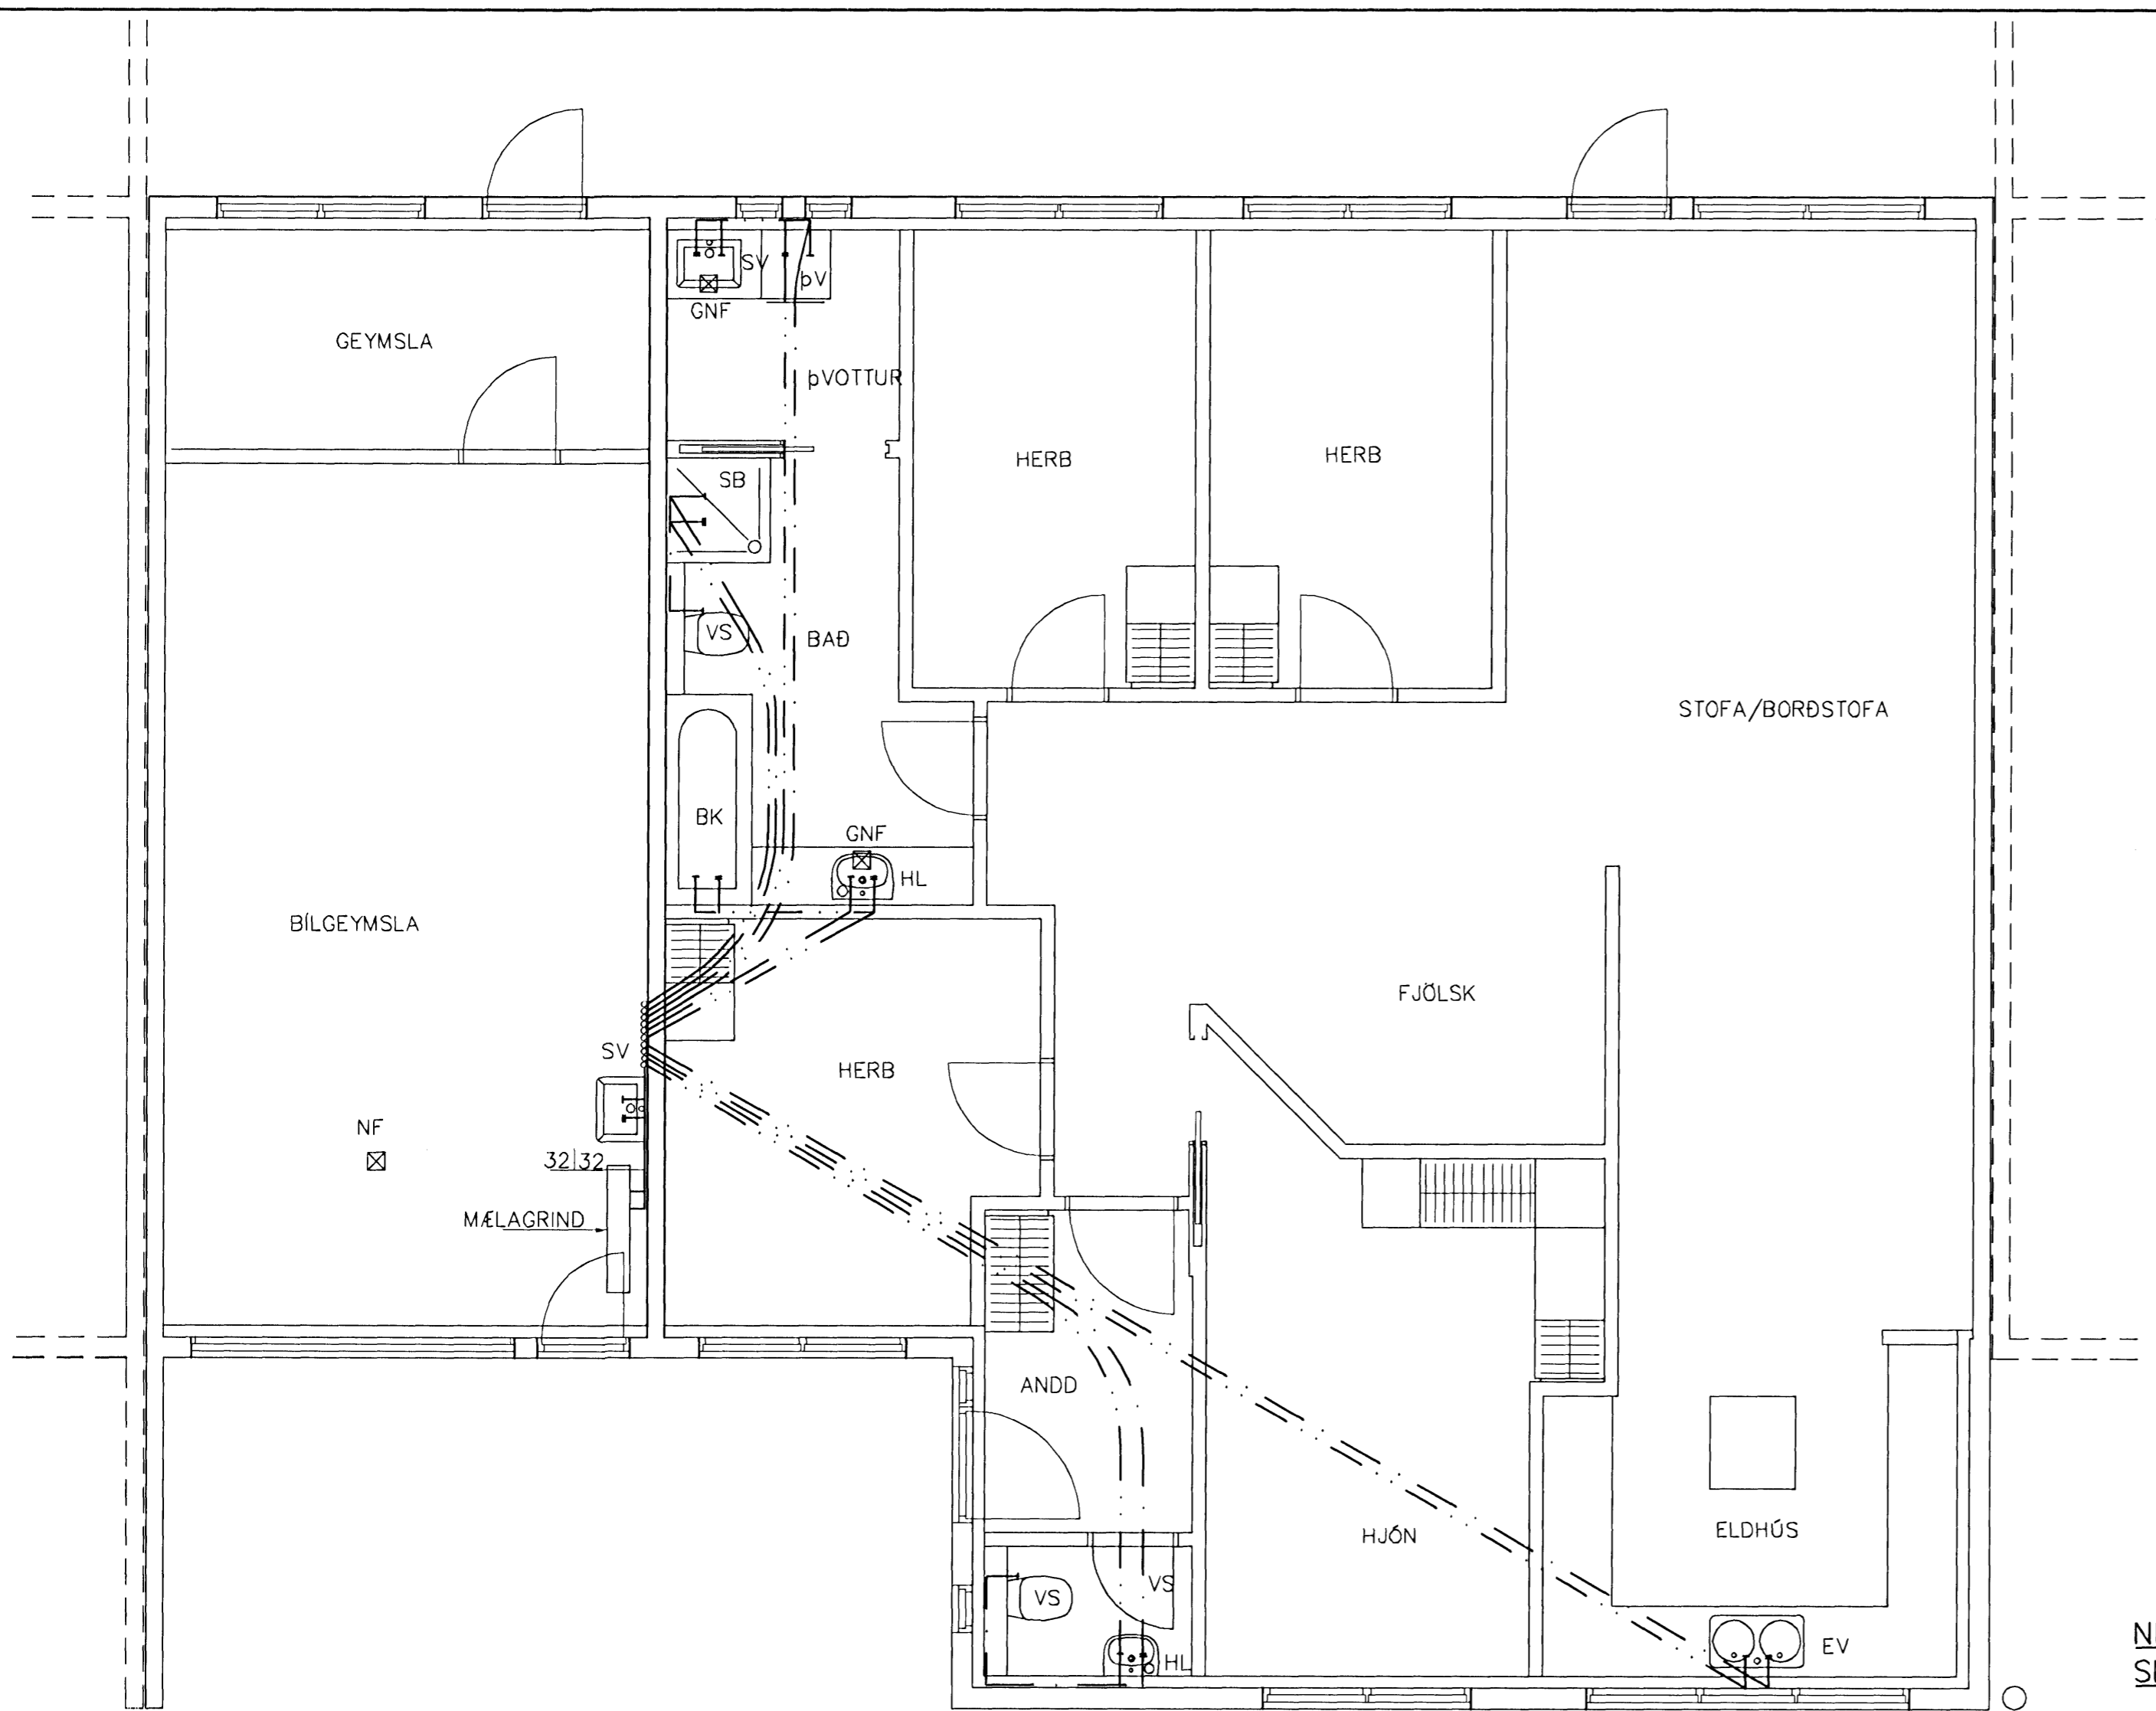 SV
þV
GNF
GEYMSLA
þVOTTUR
HERB
HERB
SB
VS
BAÐ
STOFA/BORÐSTOFA
BK
GNF
HL
BÍLGEYMSLA
FJÖLSK
SV
HERB
NF
32|32
MÆLAGRIND
ANDD
HJÓN
ELDHÚS
VS
VS
HL
EV